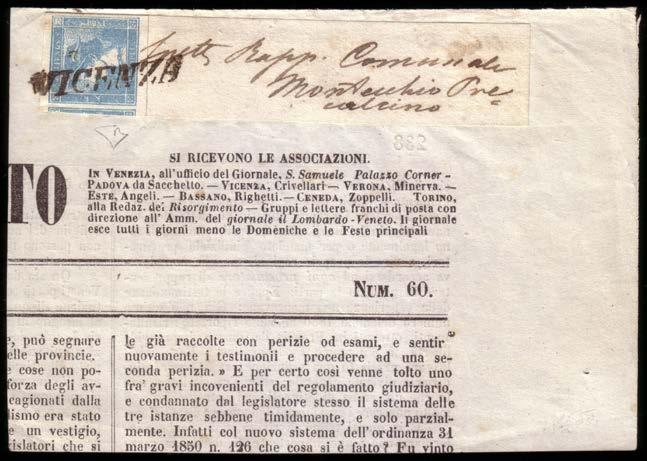 VICENZA
Spett. Rapp. Comunale
Montecchio Pre
calcino
SI RICEVONO LE ASSOCIAZIONI.
IN VENEZIA, all'ufficio del Giornale, S. Samuele Palazzo Corner -
PADOVA da Sacchetto. — VICENZA, Crivellari — VERONA, Minerva. —
ESTE, Angeli. — BASSANO, Righetti. — CENEDA, Zoppelli. TORINO,
alla Redaz. de' Risorgimento — Gruppi e lettere franchi di posta con
direzione all' Amm. del giornale il Lombardo-Veneto. Il giornale
esce tutti i giorni meno le Domeniche e le Feste principali
TO
NUM. 60.
e, può segnare
elle provincie.
e cose non po-
forza degli av-
cagionati dalla
lismo era stato
e un vestigio,
gislatori che si
le già raccolte con perizie od esami, e sentir
nuovamente i testimonii e procedere ad una se-
conda perizia. » E per certo così venne tolto uno
fra' gravi incovenienti del regolamento giudiziario,
e condannato dal legislatore stesso il sistema delle
tre istanze sebbene timidamente, e solo parzial-
mente. Infatti col nuovo sistema dell'ordinanza 31
marzo 1850 n. 126 che cosa si è fatto? Fu vinto